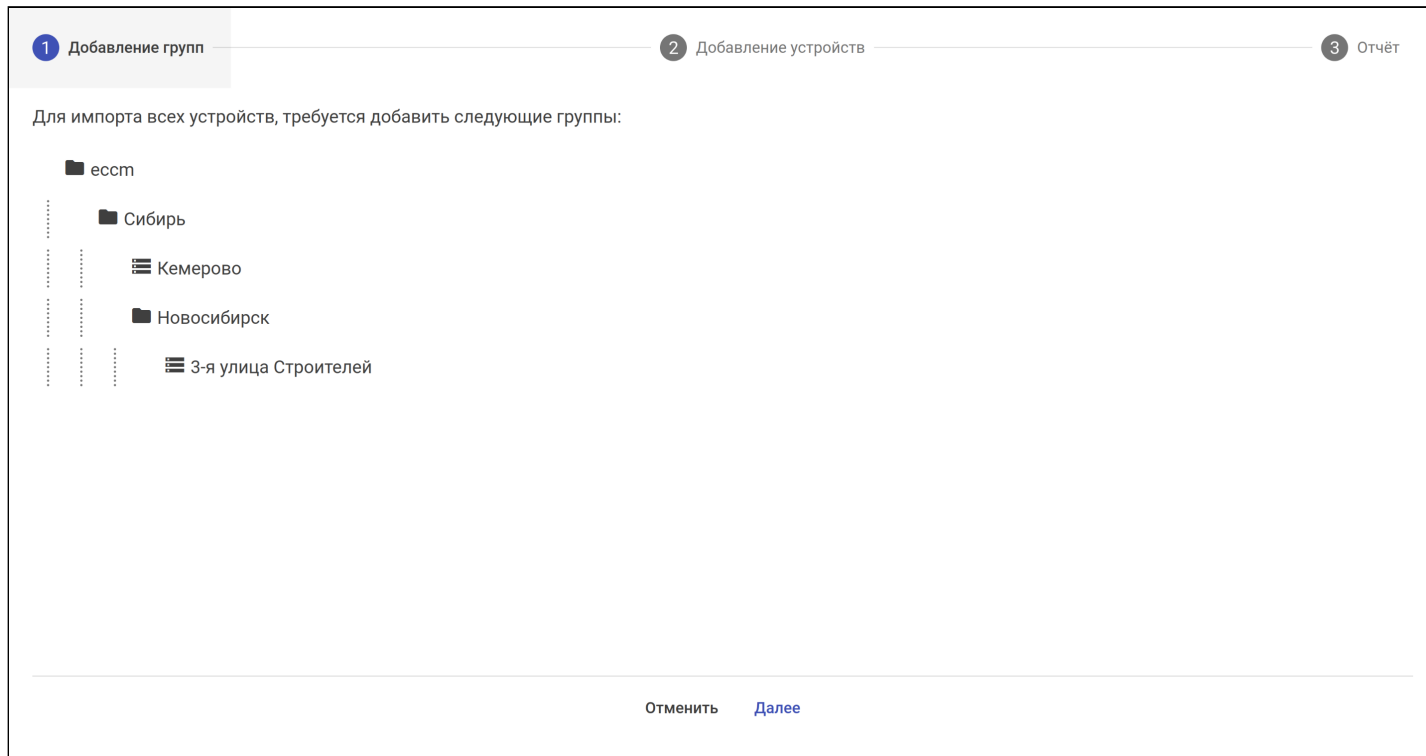 1 Добавление групп 2 Добавление устройств 3 Отчёт
Для импорта всех устройств, требуется добавить следующие группы:
eccm
Сибирь
Кемерово
Новосибирск
3-я улица Строителей
Отменить Далее